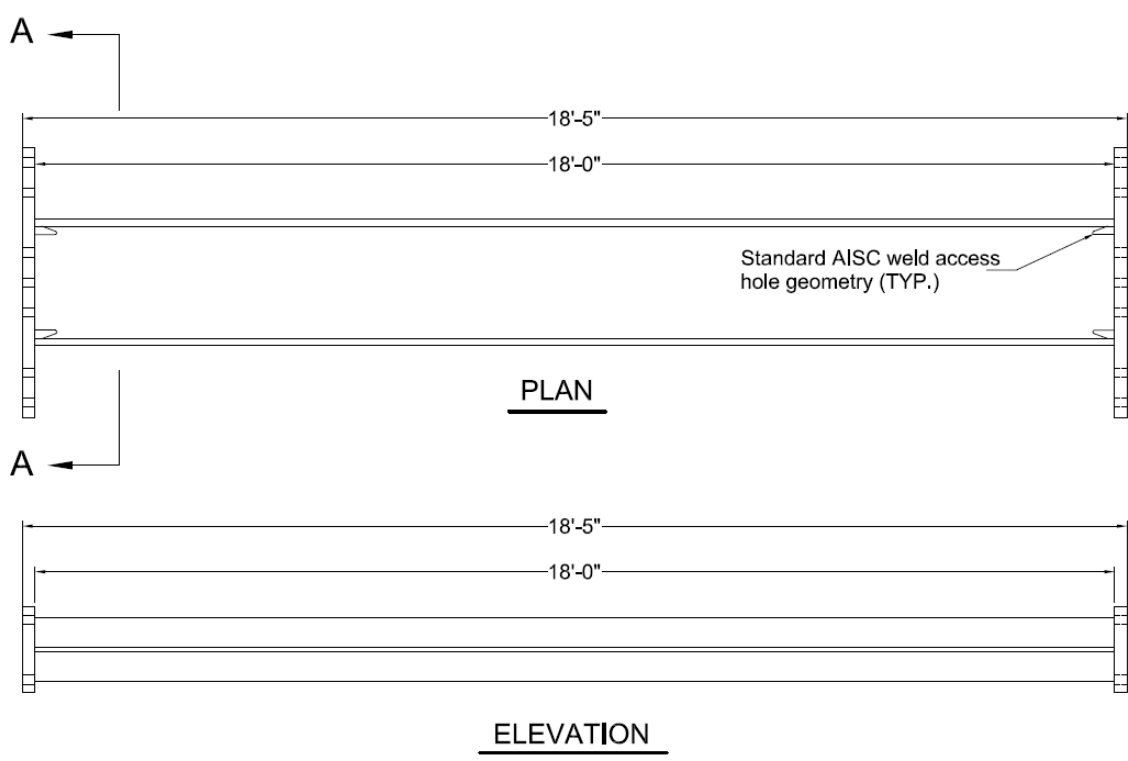 A
18'-5"
18'-0"
Standard AISC weld access
hole geometry (TYP.)
PLAN
A
18'-5"
18'-0"
ELEVATION